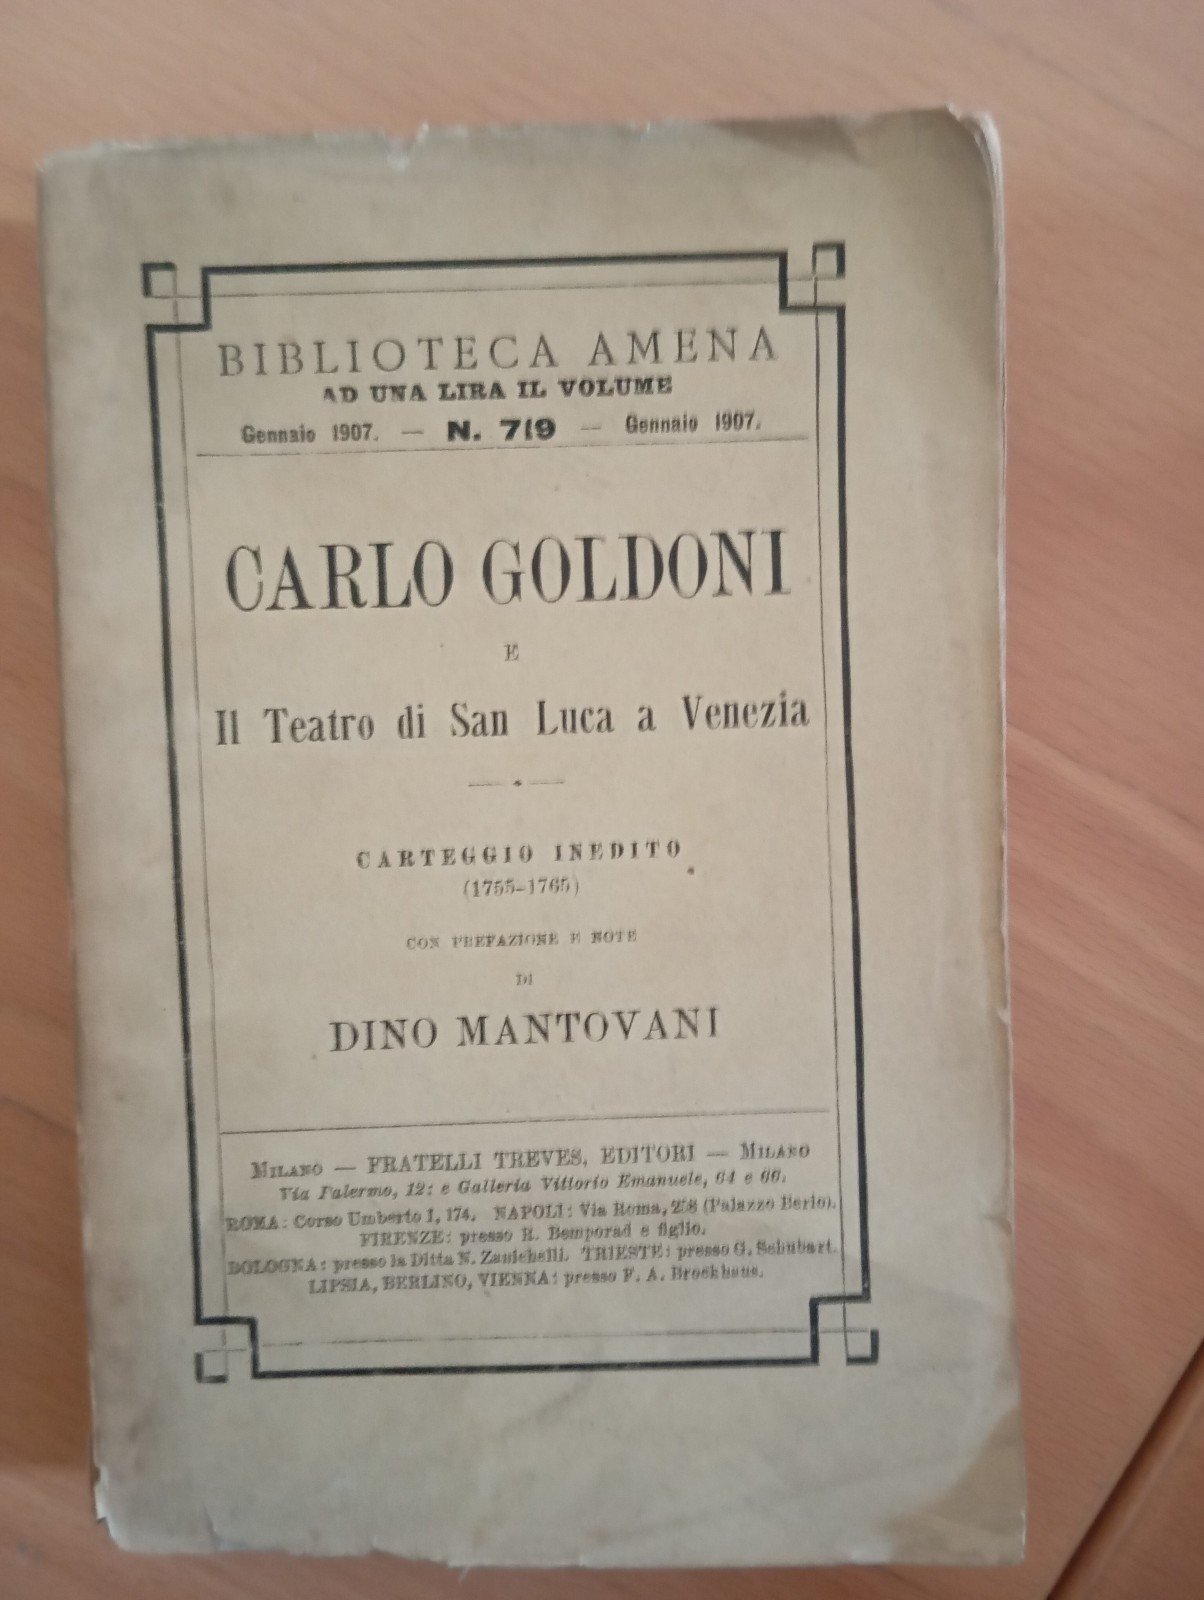 BIBLIOTECA AMENA
AD UNA LIRA IL VOLUME
Gennaio 1907. — N. 719 — Gennaio 1907.
CARLO GOLDONI
E
Il Teatro di San Luca a Venezia
CARTEGGIO INEDITO
(1755-1765)
CON PREFAZIONE E NOTE
DI
DINO MANTOVANI
MILANO — FRATELLI TREVES, EDITORI — MILANO
Via Palermo, 12; e Galleria Vittorio Emanuele, 64 e 66.
ROMA: Corso Umberto I, 174. NAPOLI: Via Roma, 258 (Palazzo Berio).
FIRENZE: presso R. Bemporad e figlio.
BOLOGNA: presso la Ditta N. Zanichelli. TRIESTE: presso G. Schubart.
LIPSIA, BERLINO, VIENNA: presso F. A. Brockhaus.